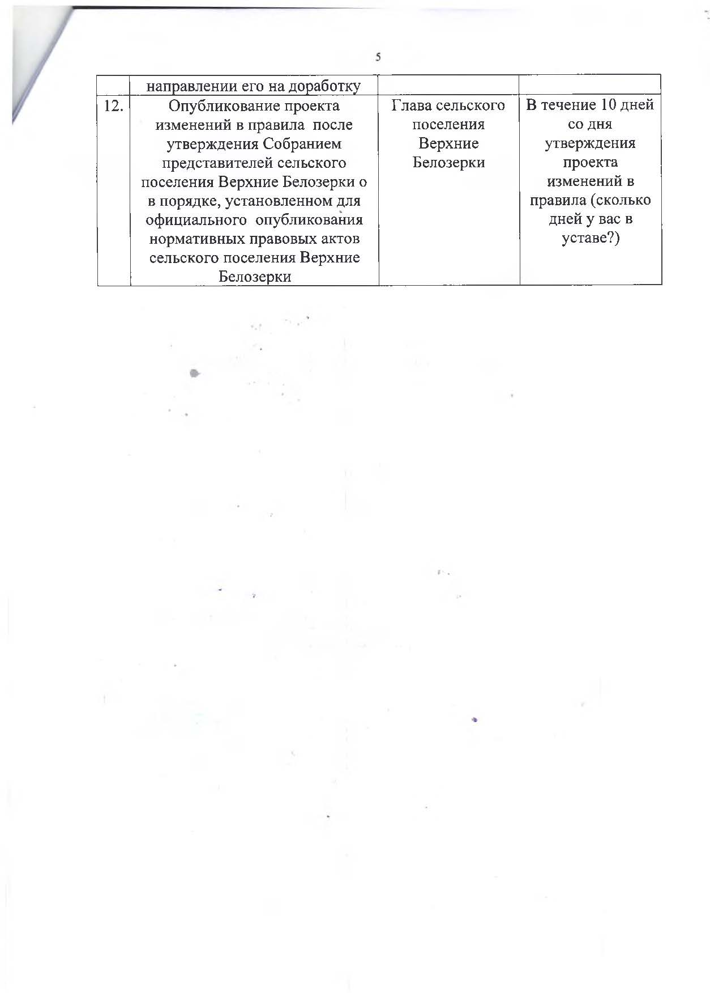 5
направлении его на доработку
12.
Опубликование проекта
изменений в правила после
утверждения Собранием
представителей сельского
поселения Верхние Белозерки о
в порядке, установленном для
официального опубликования
нормативных правовых актов
сельского поселения Верхние
Белозерки
Глава сельского
поселения
Верхние
Белозерки
В течение 10 дней
со дня
утверждения
проекта
изменений в
правила (сколько
дней у вас в
уставе?)